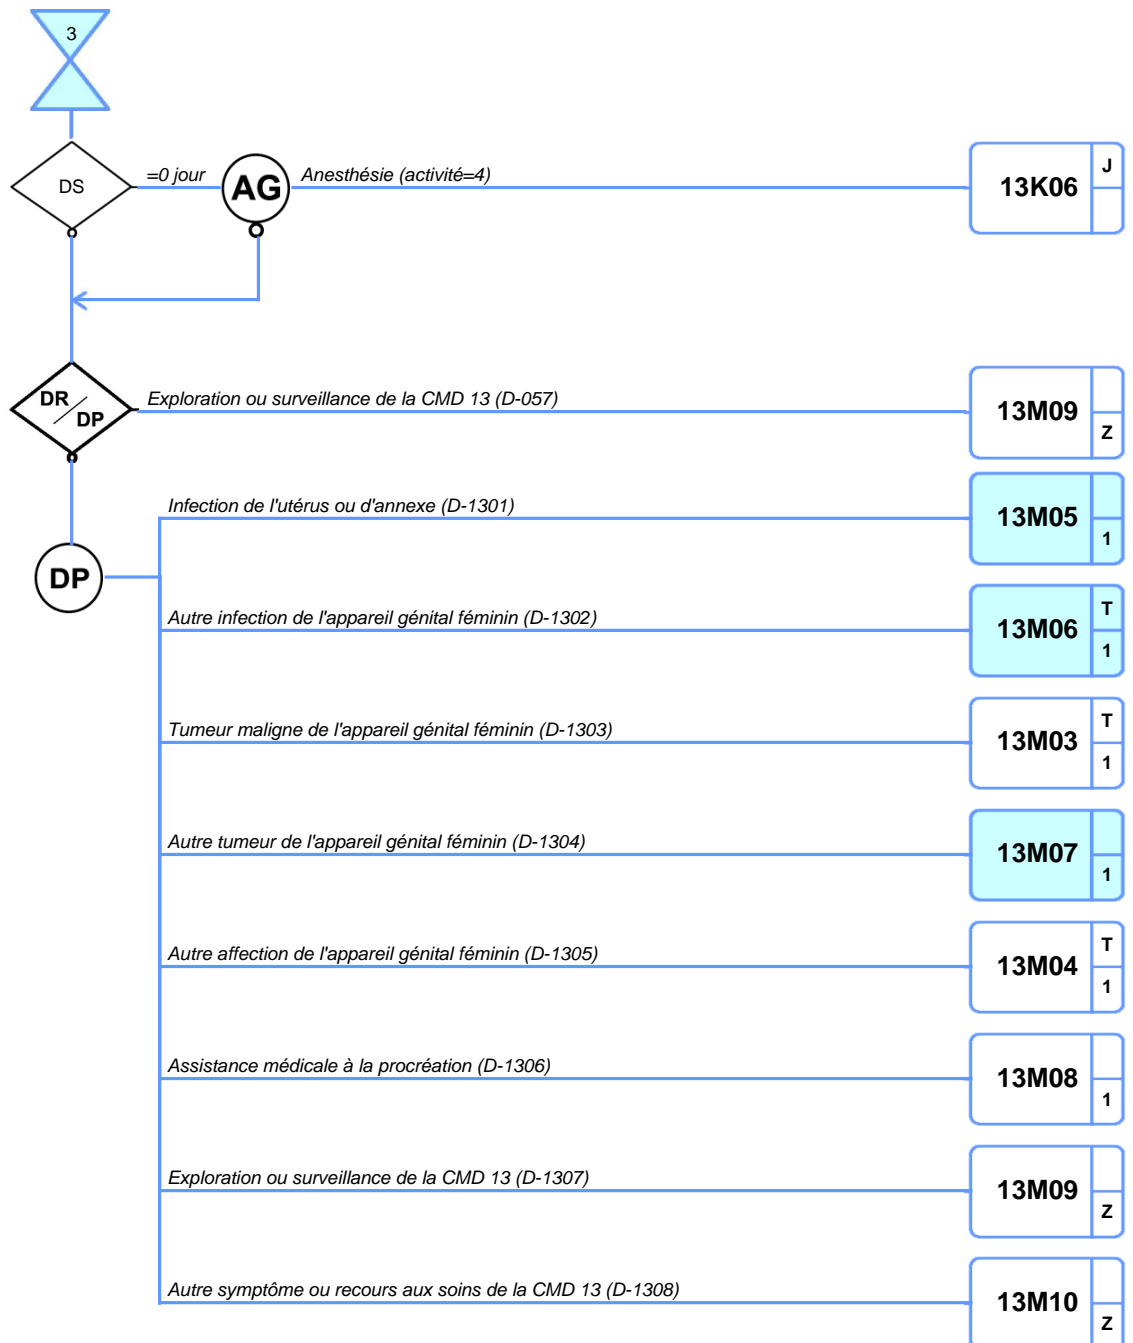 3
DS
=0 jour
AG
Anesthésie (activité=4)
13K06
J
DR
DP
Exploration ou surveillance de la CMD 13 (D-057)
13M09
Z
DP
Infection de l'utérus ou d'annexe (D-1301)
13M05
1
Autre infection de l'appareil génital féminin (D-1302)
13M06
T
1
Tumeur maligne de l'appareil génital féminin (D-1303)
13M03
T
1
Autre tumeur de l'appareil génital féminin (D-1304)
13M07
1
Autre affection de l'appareil génital féminin (D-1305)
13M04
T
1
Assistance médicale à la procréation (D-1306)
13M08
1
Exploration ou surveillance de la CMD 13 (D-1307)
13M09
Z
Autre symptôme ou recours aux soins de la CMD 13 (D-1308)
13M10
Z